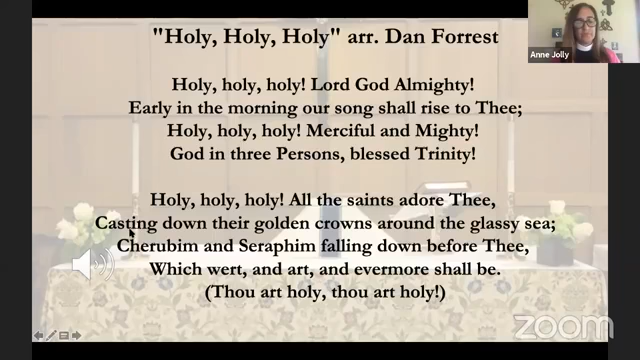 "Holy, Holy, Holy" arr. Dan Forrest
Anne Jolly
Holy, holy, holy! Lord God Almighty!
Early in the morning our song shall rise to Thee;
Holy, holy, holy! Merciful and Mighty!
God in three Persons, blessed Trinity!
Holy, holy, holy! All the saints adore Thee,
Casting down their golden crowns around the glassy sea;
Cherubim and Seraphim falling down before Thee,
Which wert, and art, and evermore shall be.
(Thou art holy, thou art holy!)
zoom